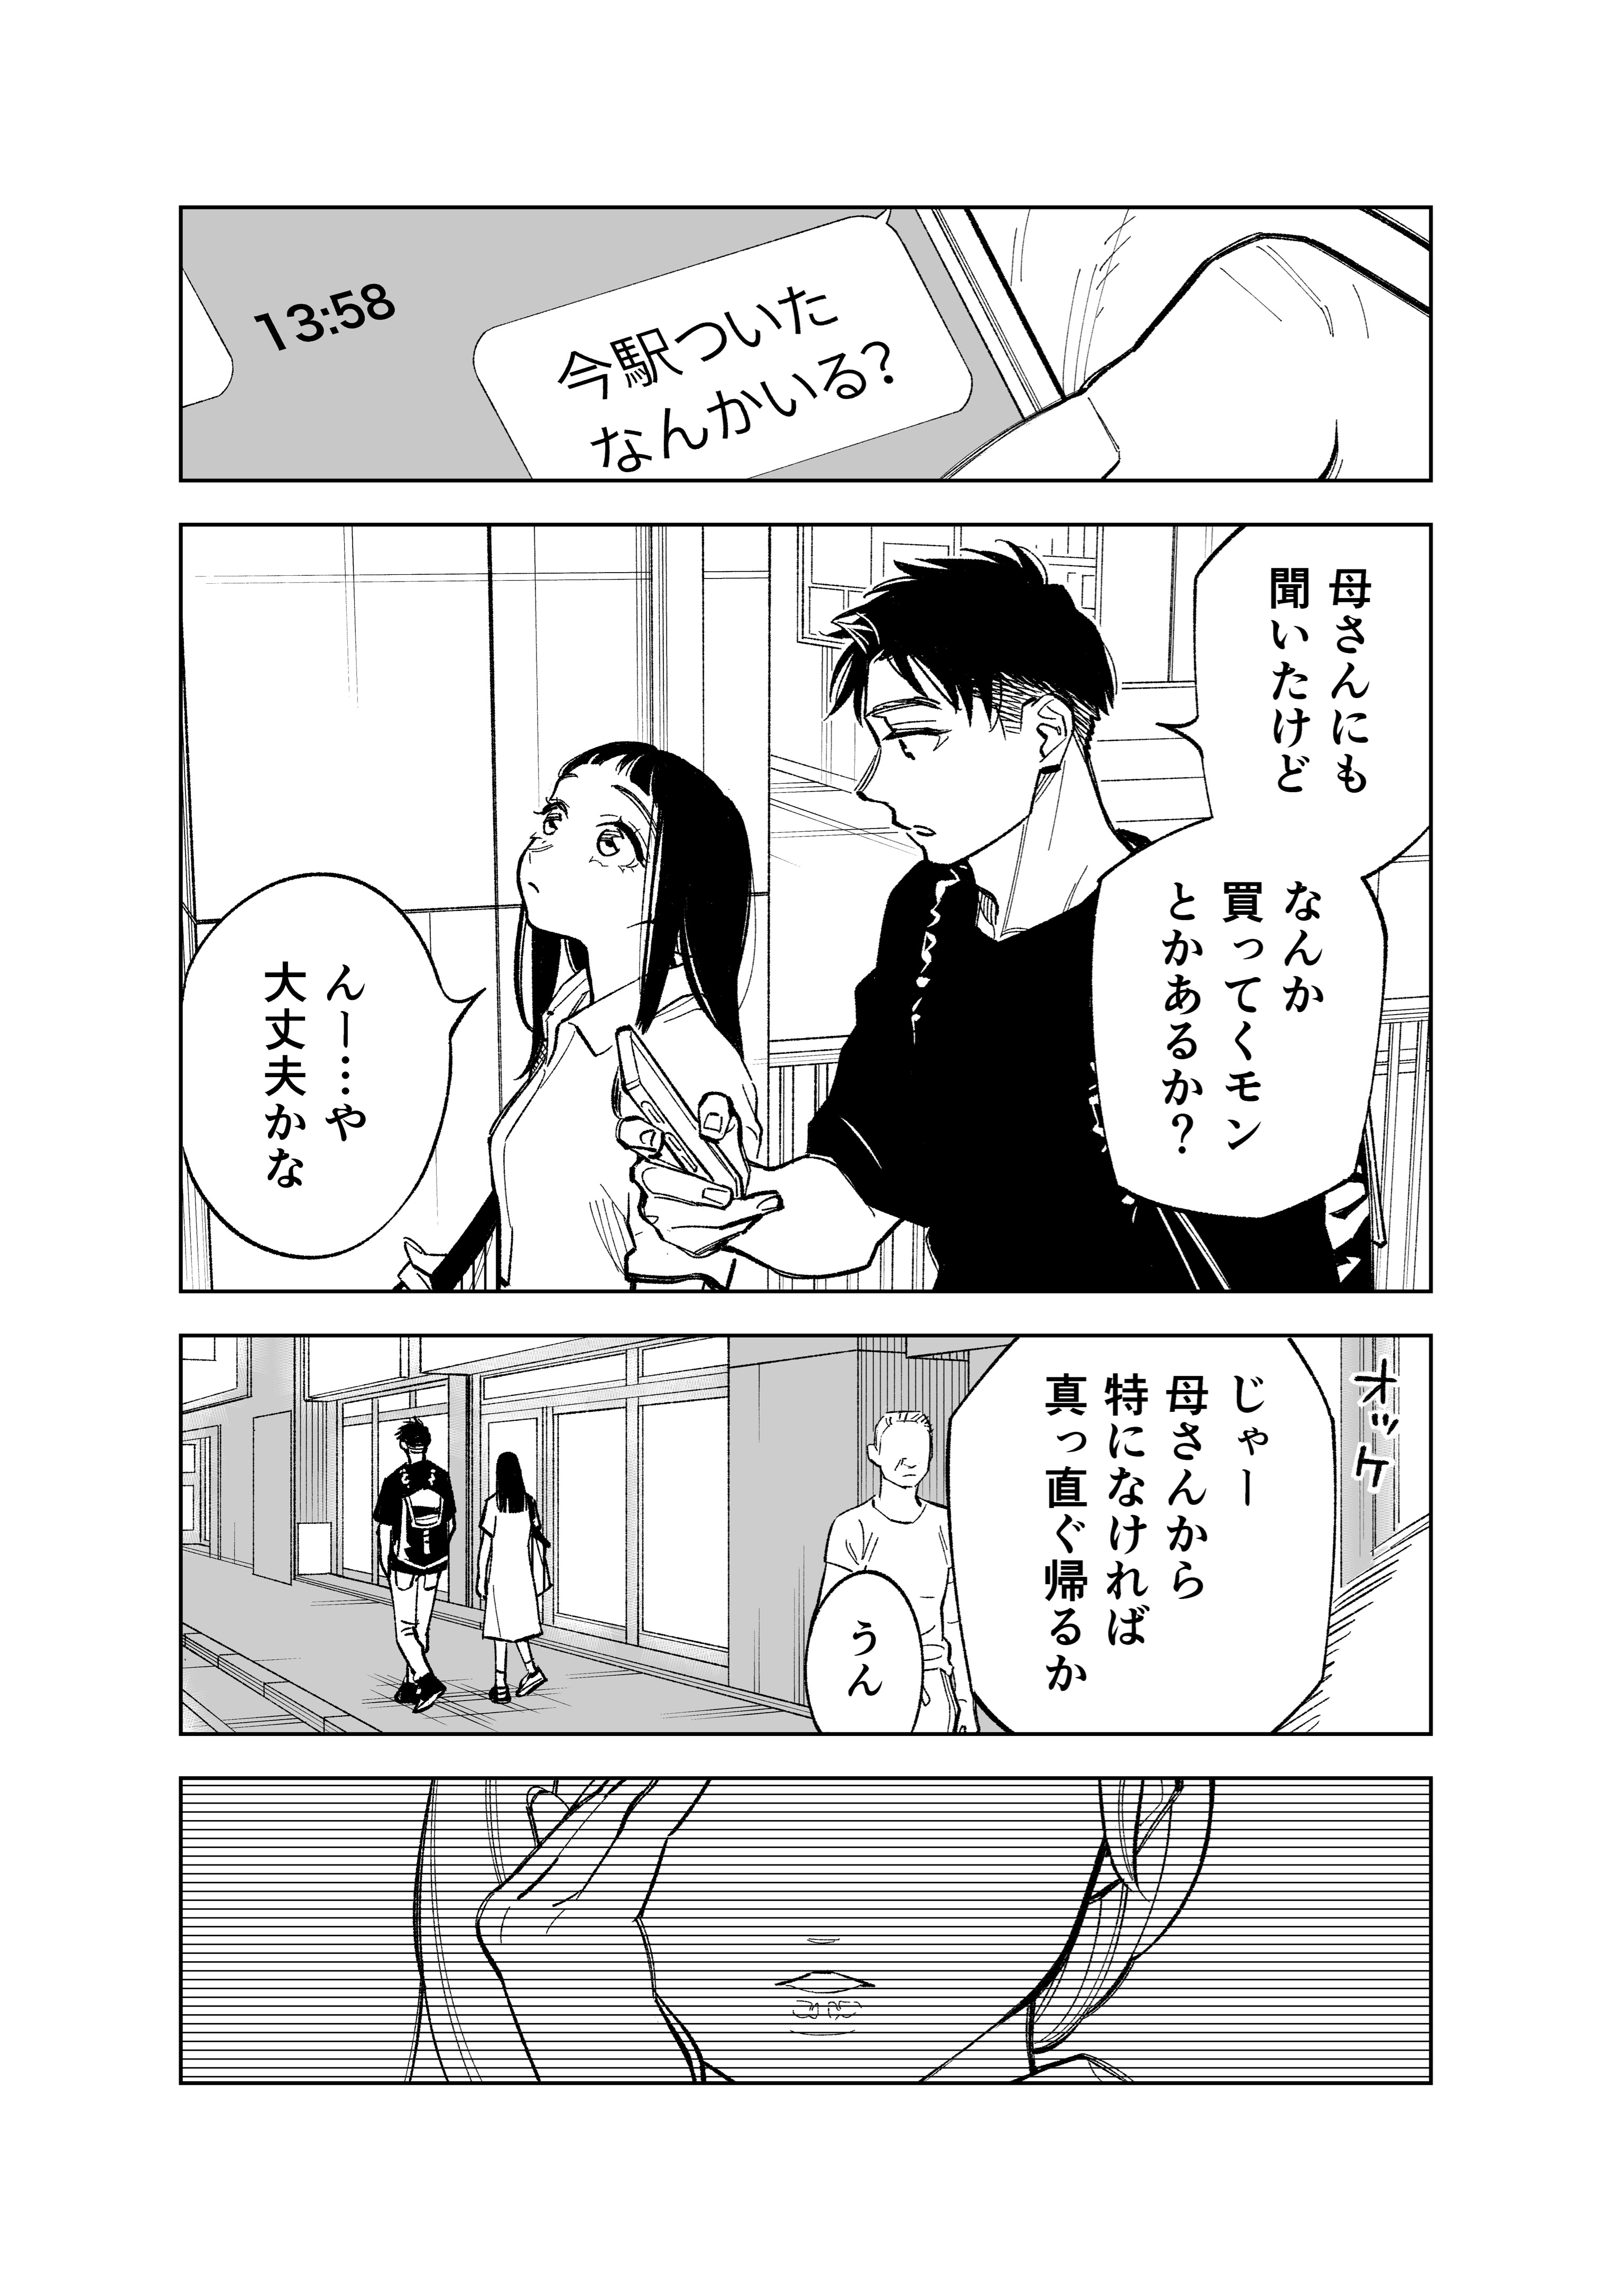 13:58
今駅ついた
なんかいる?
母さんにも
聞いたけど
なんか
買ってくモン
とかあるか?
んー…や
大丈夫かな
オッケ
じゃー
母さんから
特になければ
真っ直ぐ帰るか
うん